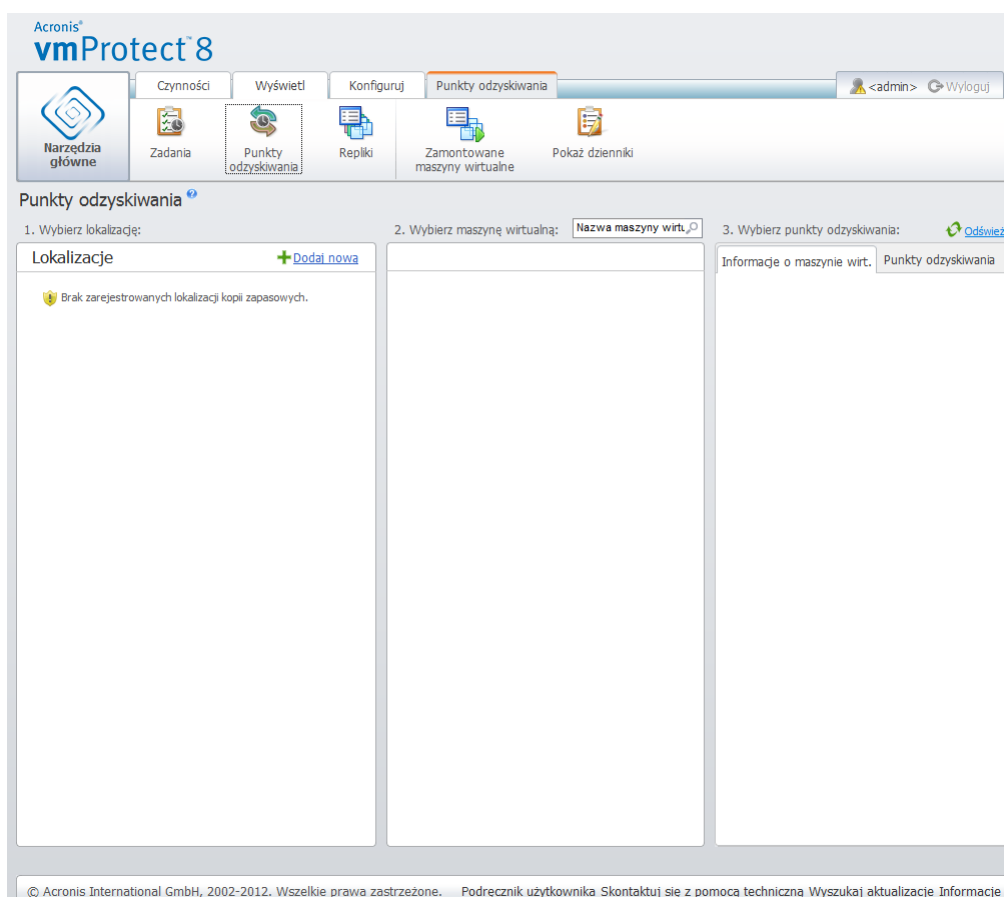 Acronis®
vmProtect™8
Czynności Wyświetl Konfiguruj Punkty odzyskiwania <admin> Wyloguj
Narzędzia główne
Zadania
Punkty odzyskiwania
Repliki
Zamontowane maszyny wirtualne
Pokaż dzienniki
Punkty odzyskiwania
1. Wybierz lokalizację: 2. Wybierz maszynę wirtualną: Nazwa maszyny wirtu 3. Wybierz punkty odzyskiwania: Odśwież
Lokalizacje Dodaj nową Informacje o maszynie wirt. Punkty odzyskiwania
Brak zarejestrowanych lokalizacji kopii zapasowych.
© Acronis International GmbH, 2002-2012. Wszelkie prawa zastrzeżone. Podręcznik użytkownika Skontaktuj się z pomocą techniczną Wyszukaj aktualizacje Informacje